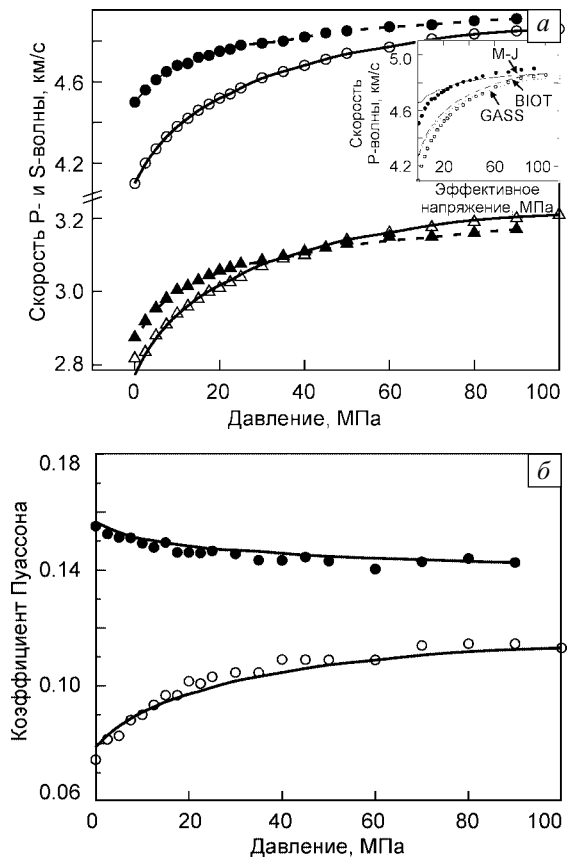 Скорость P- и S-волны, км/с
4.6
4.2
3.2
3.0
2.8
а
5.0
4.8
4.6
4.2
Скорость
P-волны, км/с
M-J
BIOT
GASS
20 60 100
Эффективное
напряжение, МПа
0 20 40 60 80 100
Давление, МПа
б
Коэффициент Пуассона
0.18
0.14
0.10
0.06
0 20 40 60 80 100
Давление, МПа